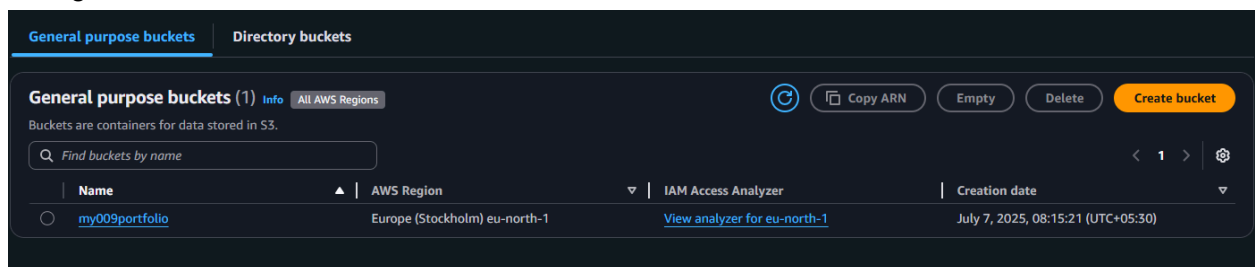 General purpose buckets Directory buckets
General purpose buckets (1) Info All AWS Regions Copy ARN Empty Delete Create bucket
Buckets are containers for data stored in S3.
Find buckets by name 1
Name AWS Region IAM Access Analyzer Creation date
my009portfolio Europe (Stockholm) eu-north-1 View analyzer for eu-north-1 July 7, 2025, 08:15:21 (UTC+05:30)